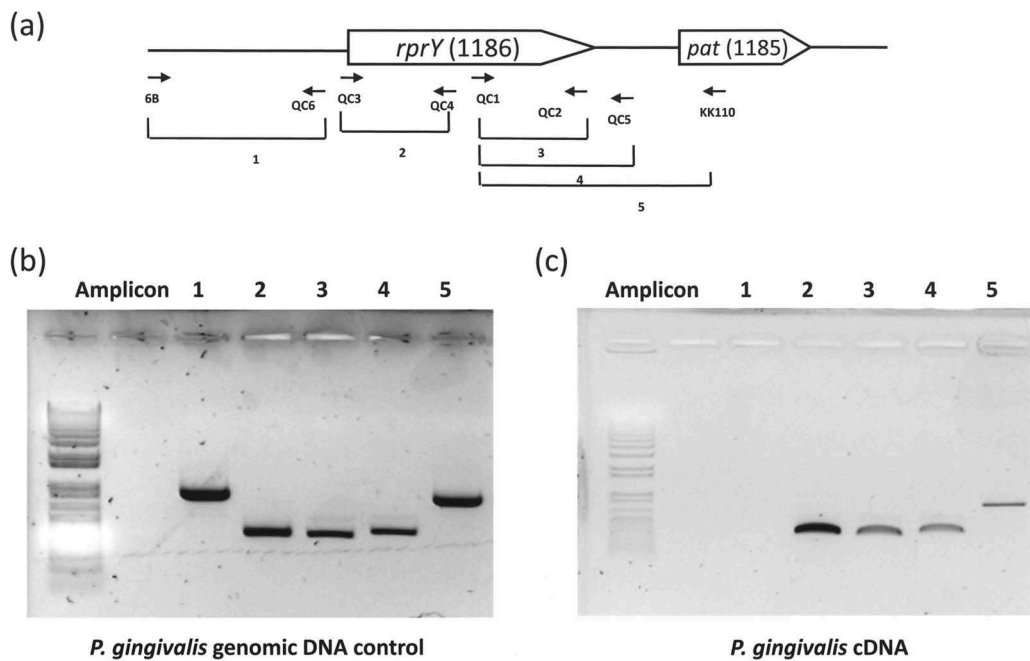 (a)
rprY (1186)
pat (1185)
6B QC6 QC3 QC4 QC1 QC2 QC5 KK110
1 2 3
4
5
(b)
Amplicon 1 2 3 4 5
P. gingivalis genomic DNA control
(c)
Amplicon 1 2 3 4 5
P. gingivalis cDNA